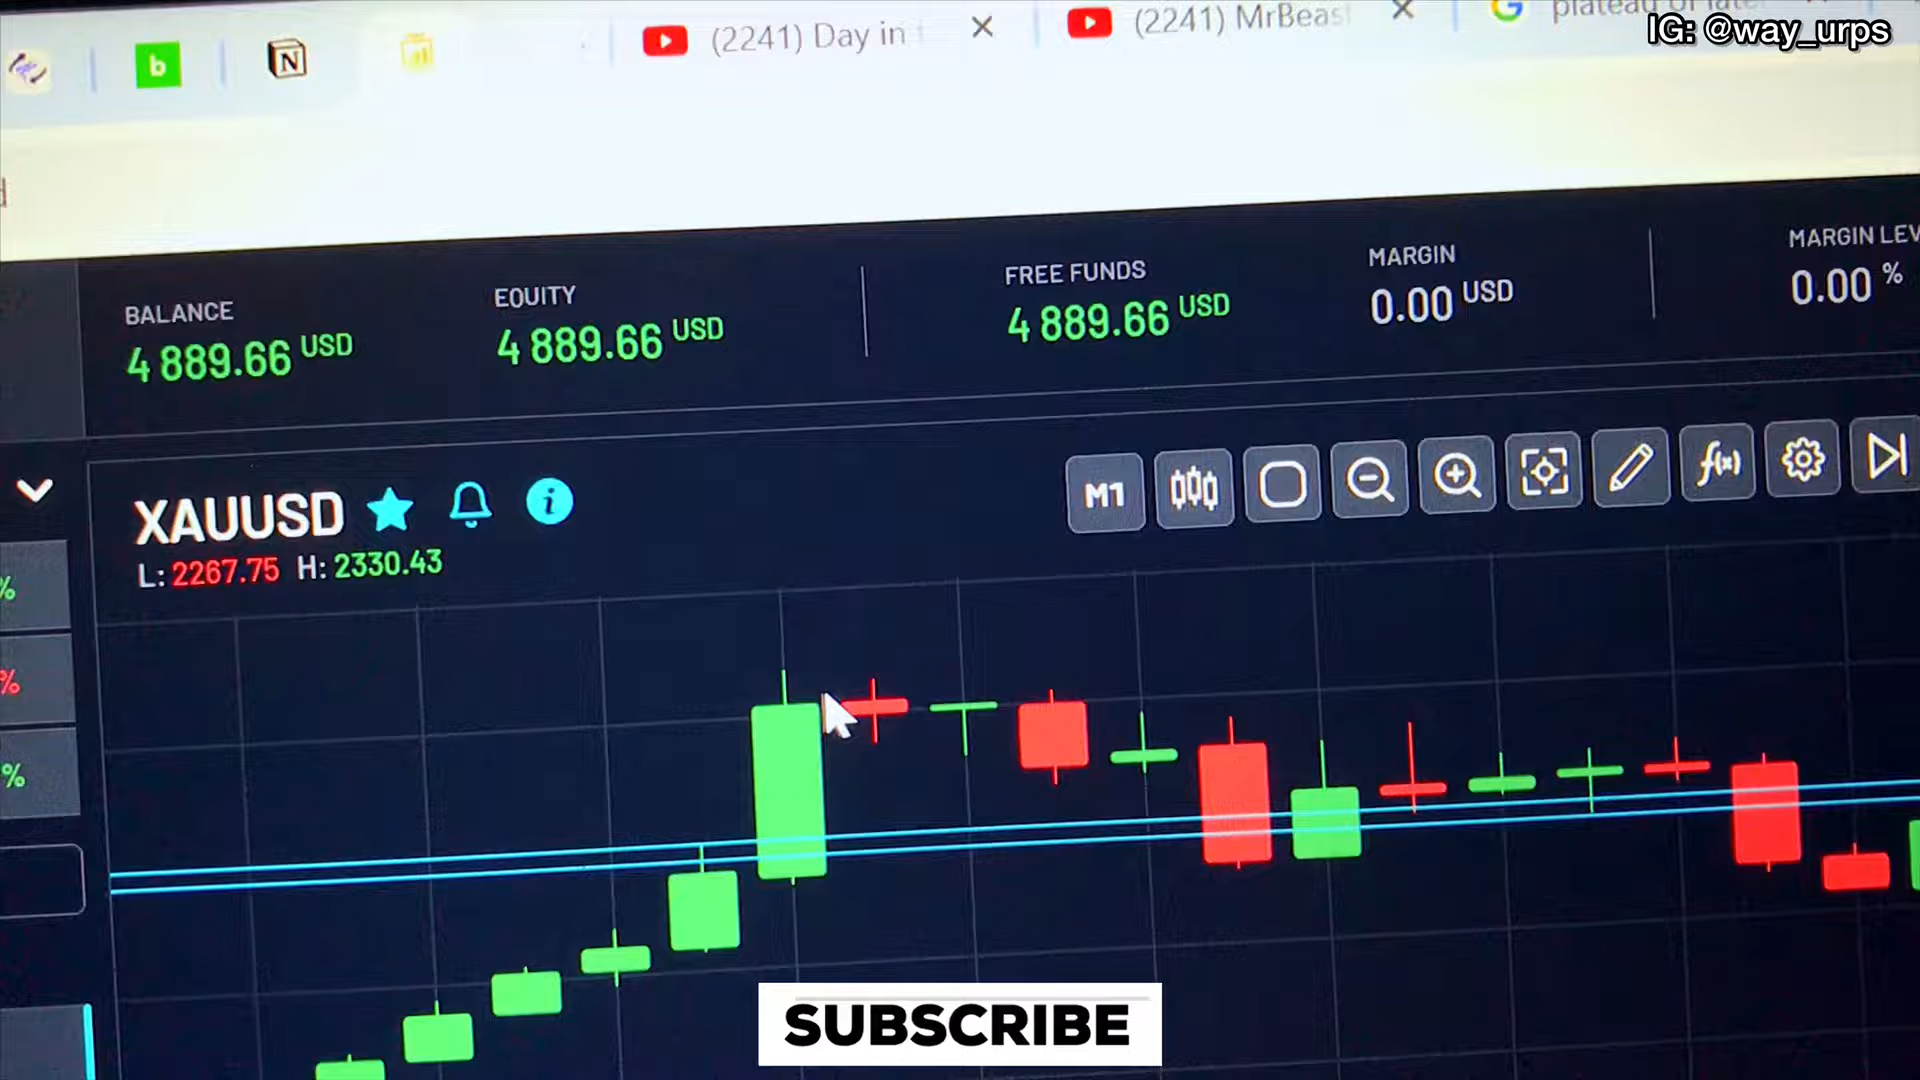 (2241) Day in
(2241) MrBeast
IG: @way_urps
b
N
BALANCE
4 889.66 USD
EQUITY
4 889.66 USD
FREE FUNDS
4 889.66 USD
MARGIN
0.00 USD
MARGIN LEV
0.00 %
XAUUSD
i
L: 2267.75 H: 2330.43
M1
f(x)
%
%
%
SUBSCRIBE